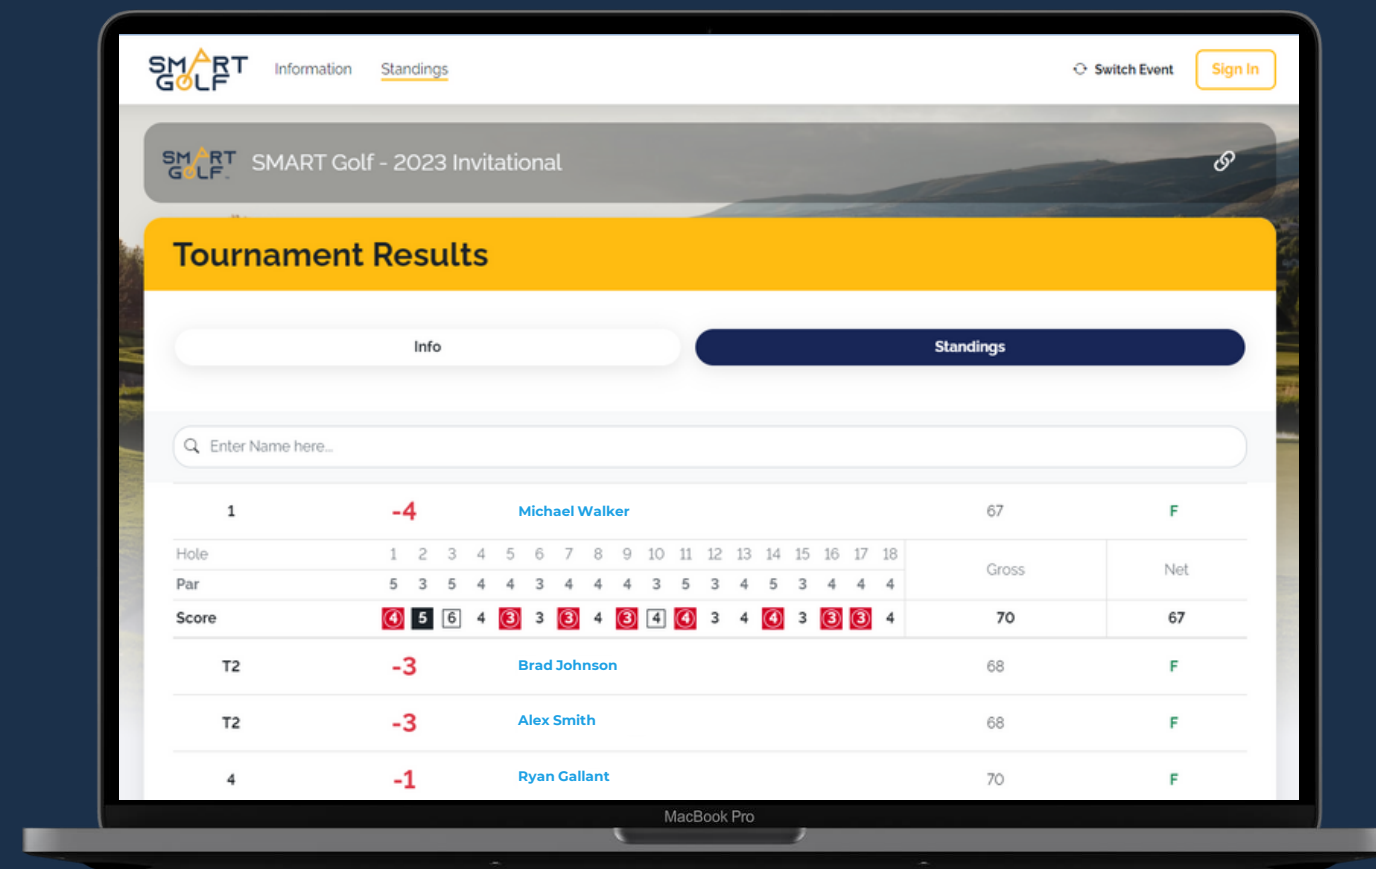 SMART GOLF Information Standings Switch Event Sign In
SMART GOLF SMART Golf - 2023 Invitational
Tournament Results
Info Standings
Enter Name here...
1 -4 Michael Walker 67 F
Hole 1 2 3 4 5 6 7 8 9 10 11 12 13 14 15 16 17 18 Gross Net
Par 5 3 5 4 4 3 4 4 4 3 5 3 4 5 3 4 4 4
Score 4 5 6 4 3 3 3 4 3 4 4 3 4 4 3 3 3 4 70 67
T2 -3 Brad Johnson 68 F
T2 -3 Alex Smith 68 F
4 -1 Ryan Gallant 70 F
MacBook Pro